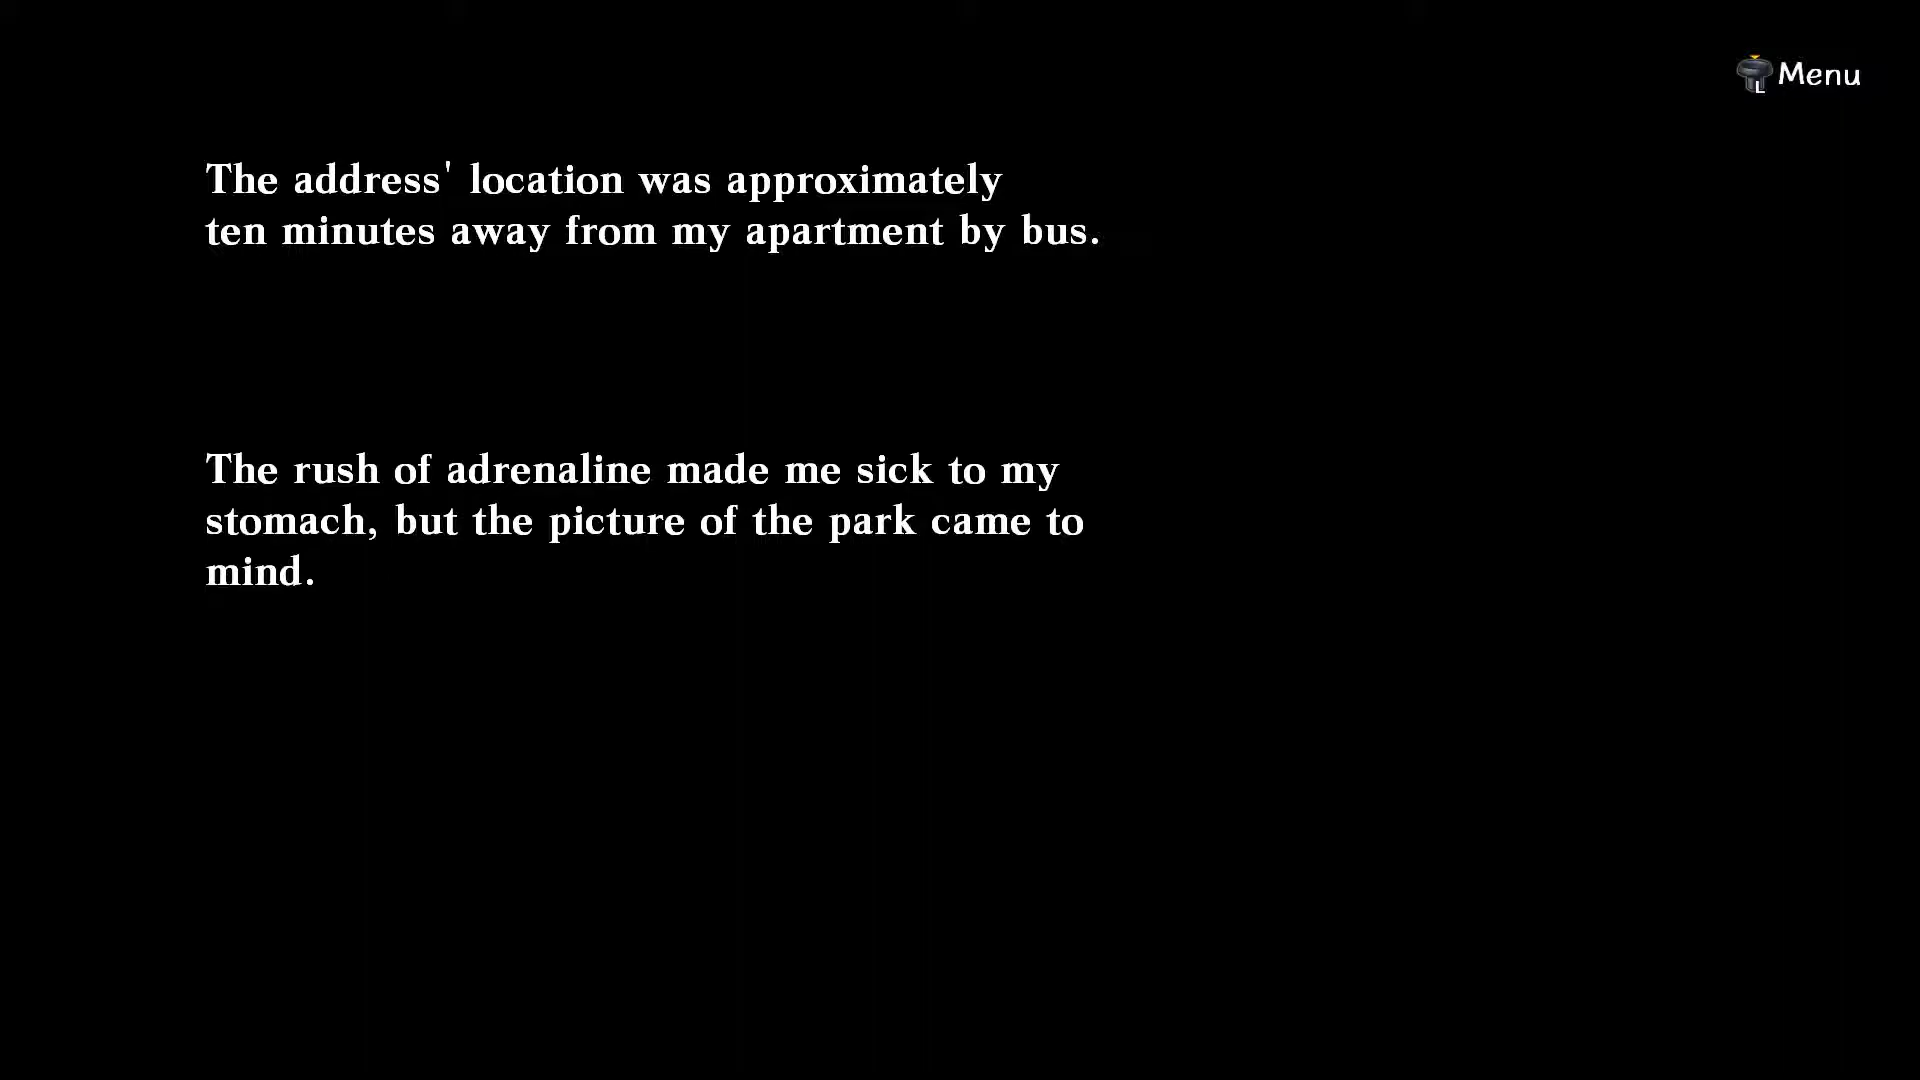 Menu
The address' location was approximately
ten minutes away from my apartment by bus.
The rush of adrenaline made me sick to my
stomach, but the picture of the park came to
mind.